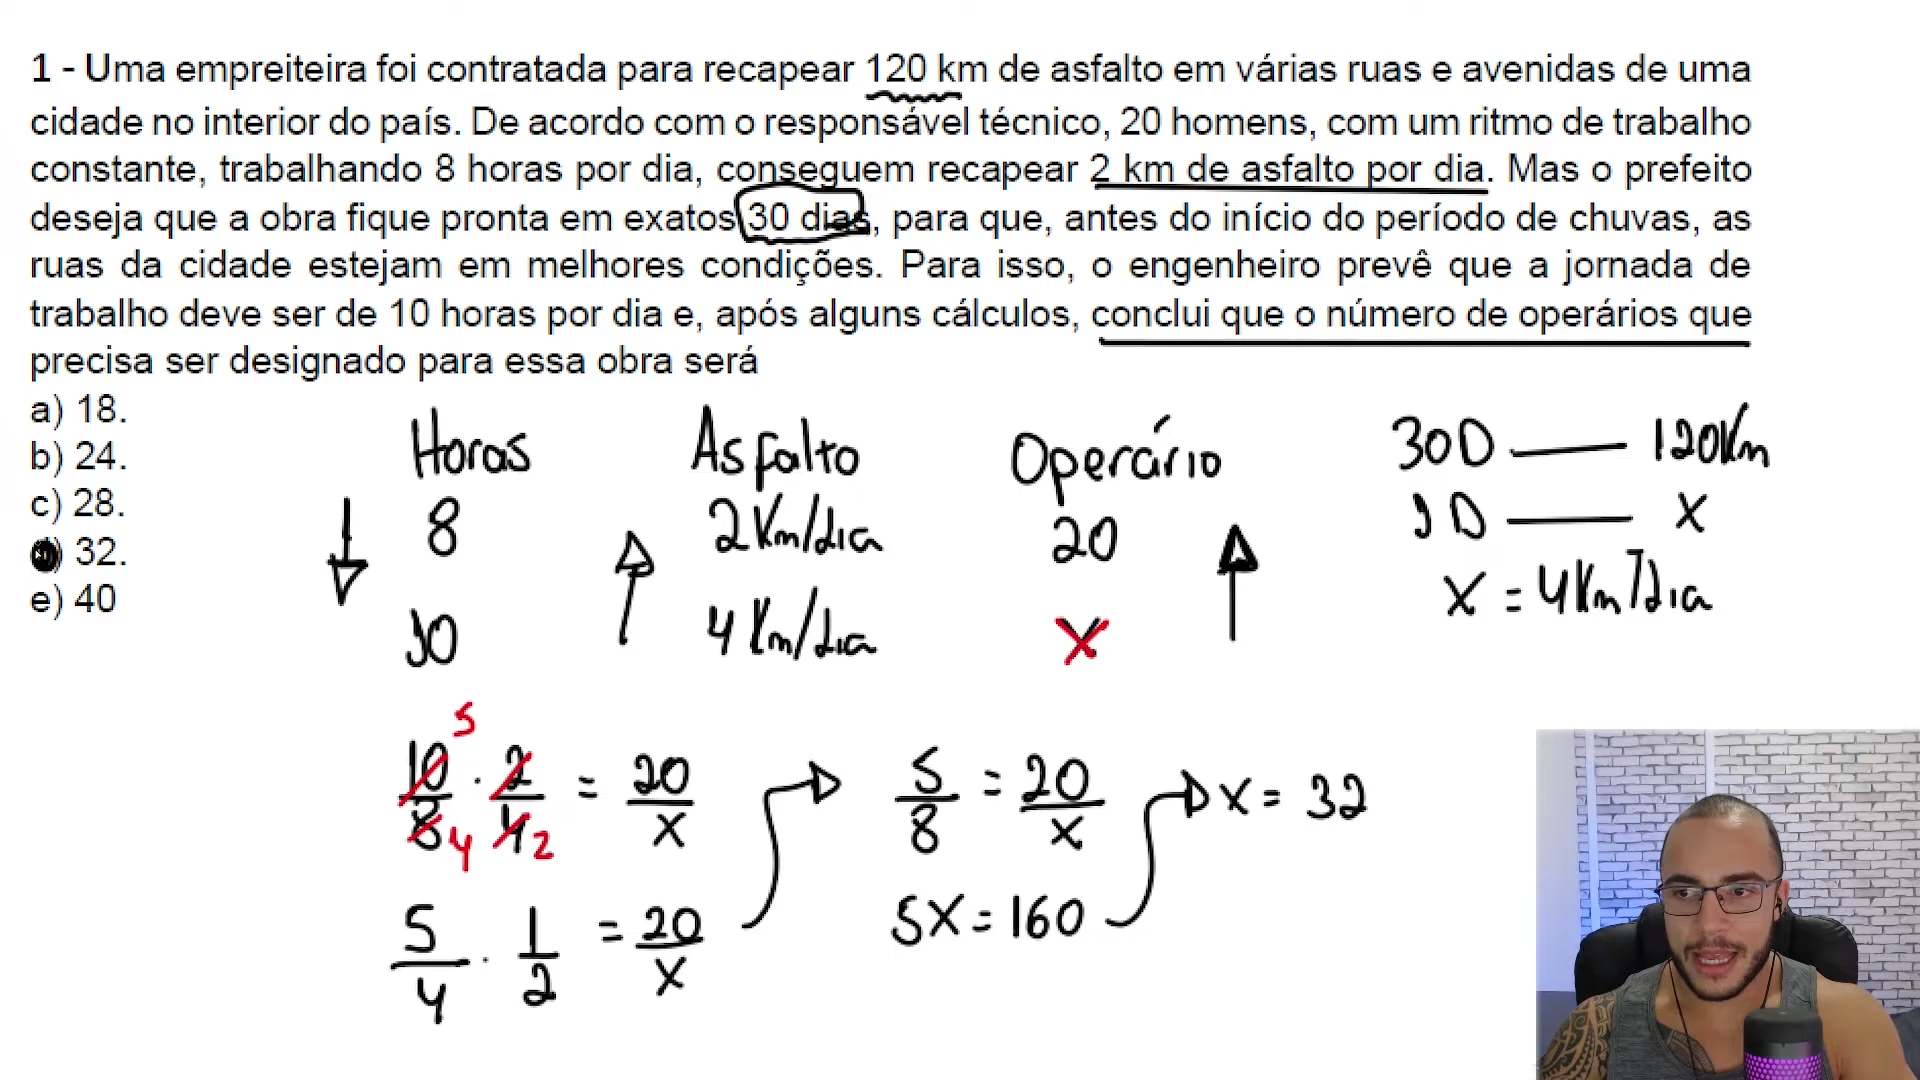 1 - Uma empreiteira foi contratada para recapear 120 km de asfalto em várias ruas e avenidas de uma
cidade no interior do país. De acordo com o responsável técnico, 20 homens, com um ritmo de trabalho
constante, trabalhando 8 horas por dia, conseguem recapear 2 km de asfalto por dia. Mas o prefeito
deseja que a obra fique pronta em exatos 30 dias, para que, antes do início do período de chuvas, as
ruas da cidade estejam em melhores condições. Para isso, o engenheiro prevê que a jornada de
trabalho deve ser de 10 horas por dia e, após alguns cálculos, conclui que o número de operários que
precisa ser designado para essa obra será
a) 18.
b) 24.
c) 28.
) 32.
e) 40
Horas Asfalto Operário 30D — 120Km
8 2Km/dia 20 1D — x
10 4Km/dia x x = 4Km/dia
10/8 5 4 · 2/4 2 = 20/x
5/8 = 20/x
x = 32
5/4 · 1/2 = 20/x
5x = 160